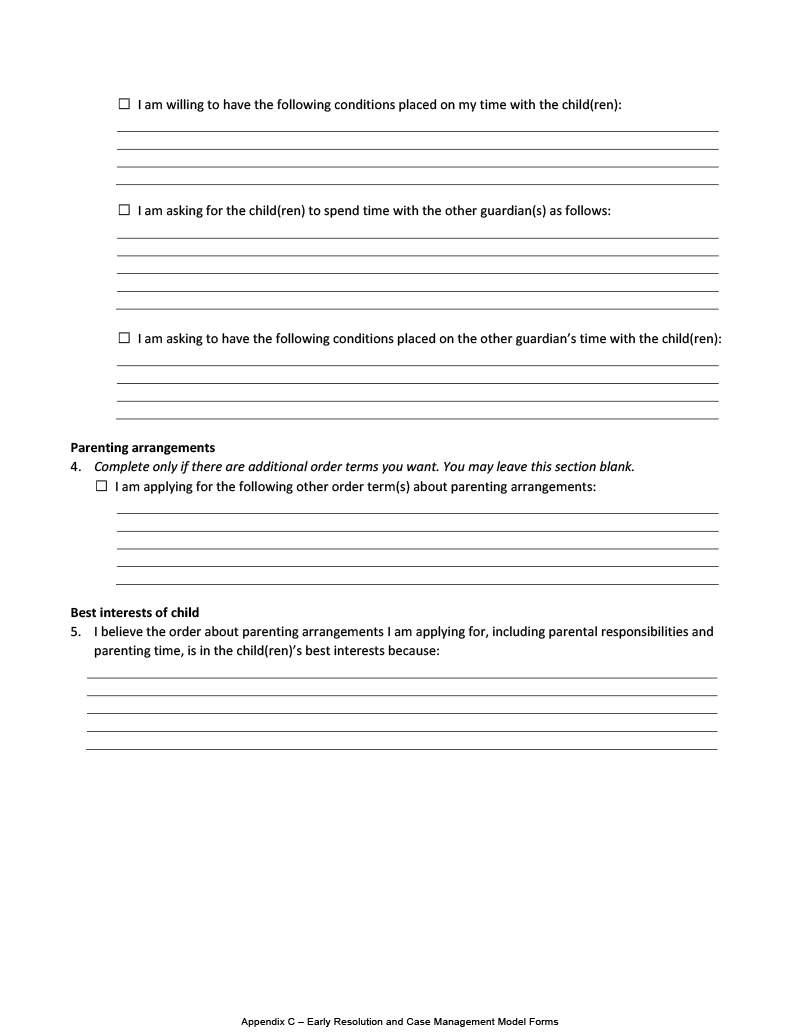 ☐ I am willing to have the following conditions placed on my time with the child(ren):
☐ I am asking for the child(ren) to spend time with the other guardian(s) as follows:
☐ I am asking to have the following conditions placed on the other guardian’s time with the child(ren):
Parenting arrangements
4. Complete only if there are additional order terms you want. You may leave this section blank.
☐ I am applying for the following other order term(s) about parenting arrangements:
Best interests of child
5. I believe the order about parenting arrangements I am applying for, including parental responsibilities and
parenting time, is in the child(ren)’s best interests because:
Appendix C – Early Resolution and Case Management Model Forms